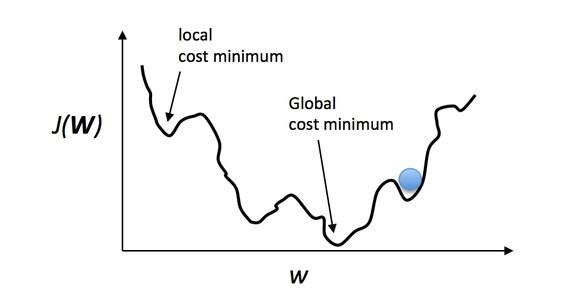 local
cost minimum
Global
cost minimum
J(W)
w